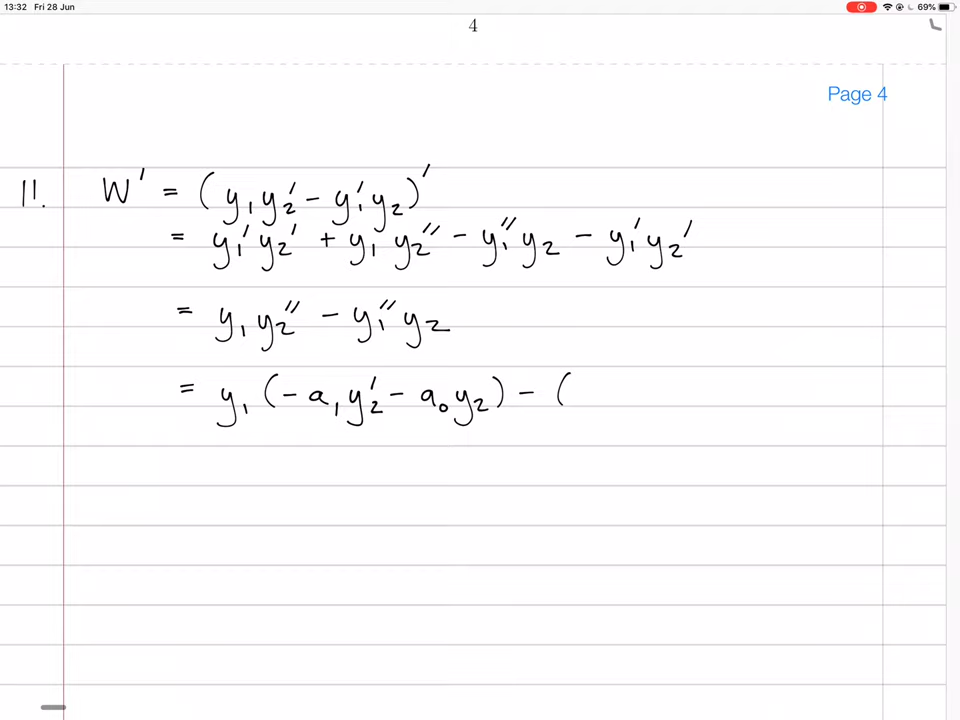 13:32 Fri 28 Jun 69%
4
Page 4
11. W' = (y₁y₂' - y₁'y₂)'
= y₁'y₂' + y₁y₂'' - y₁''y₂ - y₁'y₂'
= y₁y₂'' - y₁''y₂
= y₁(-a₁y₂' - a₀y₂) - (